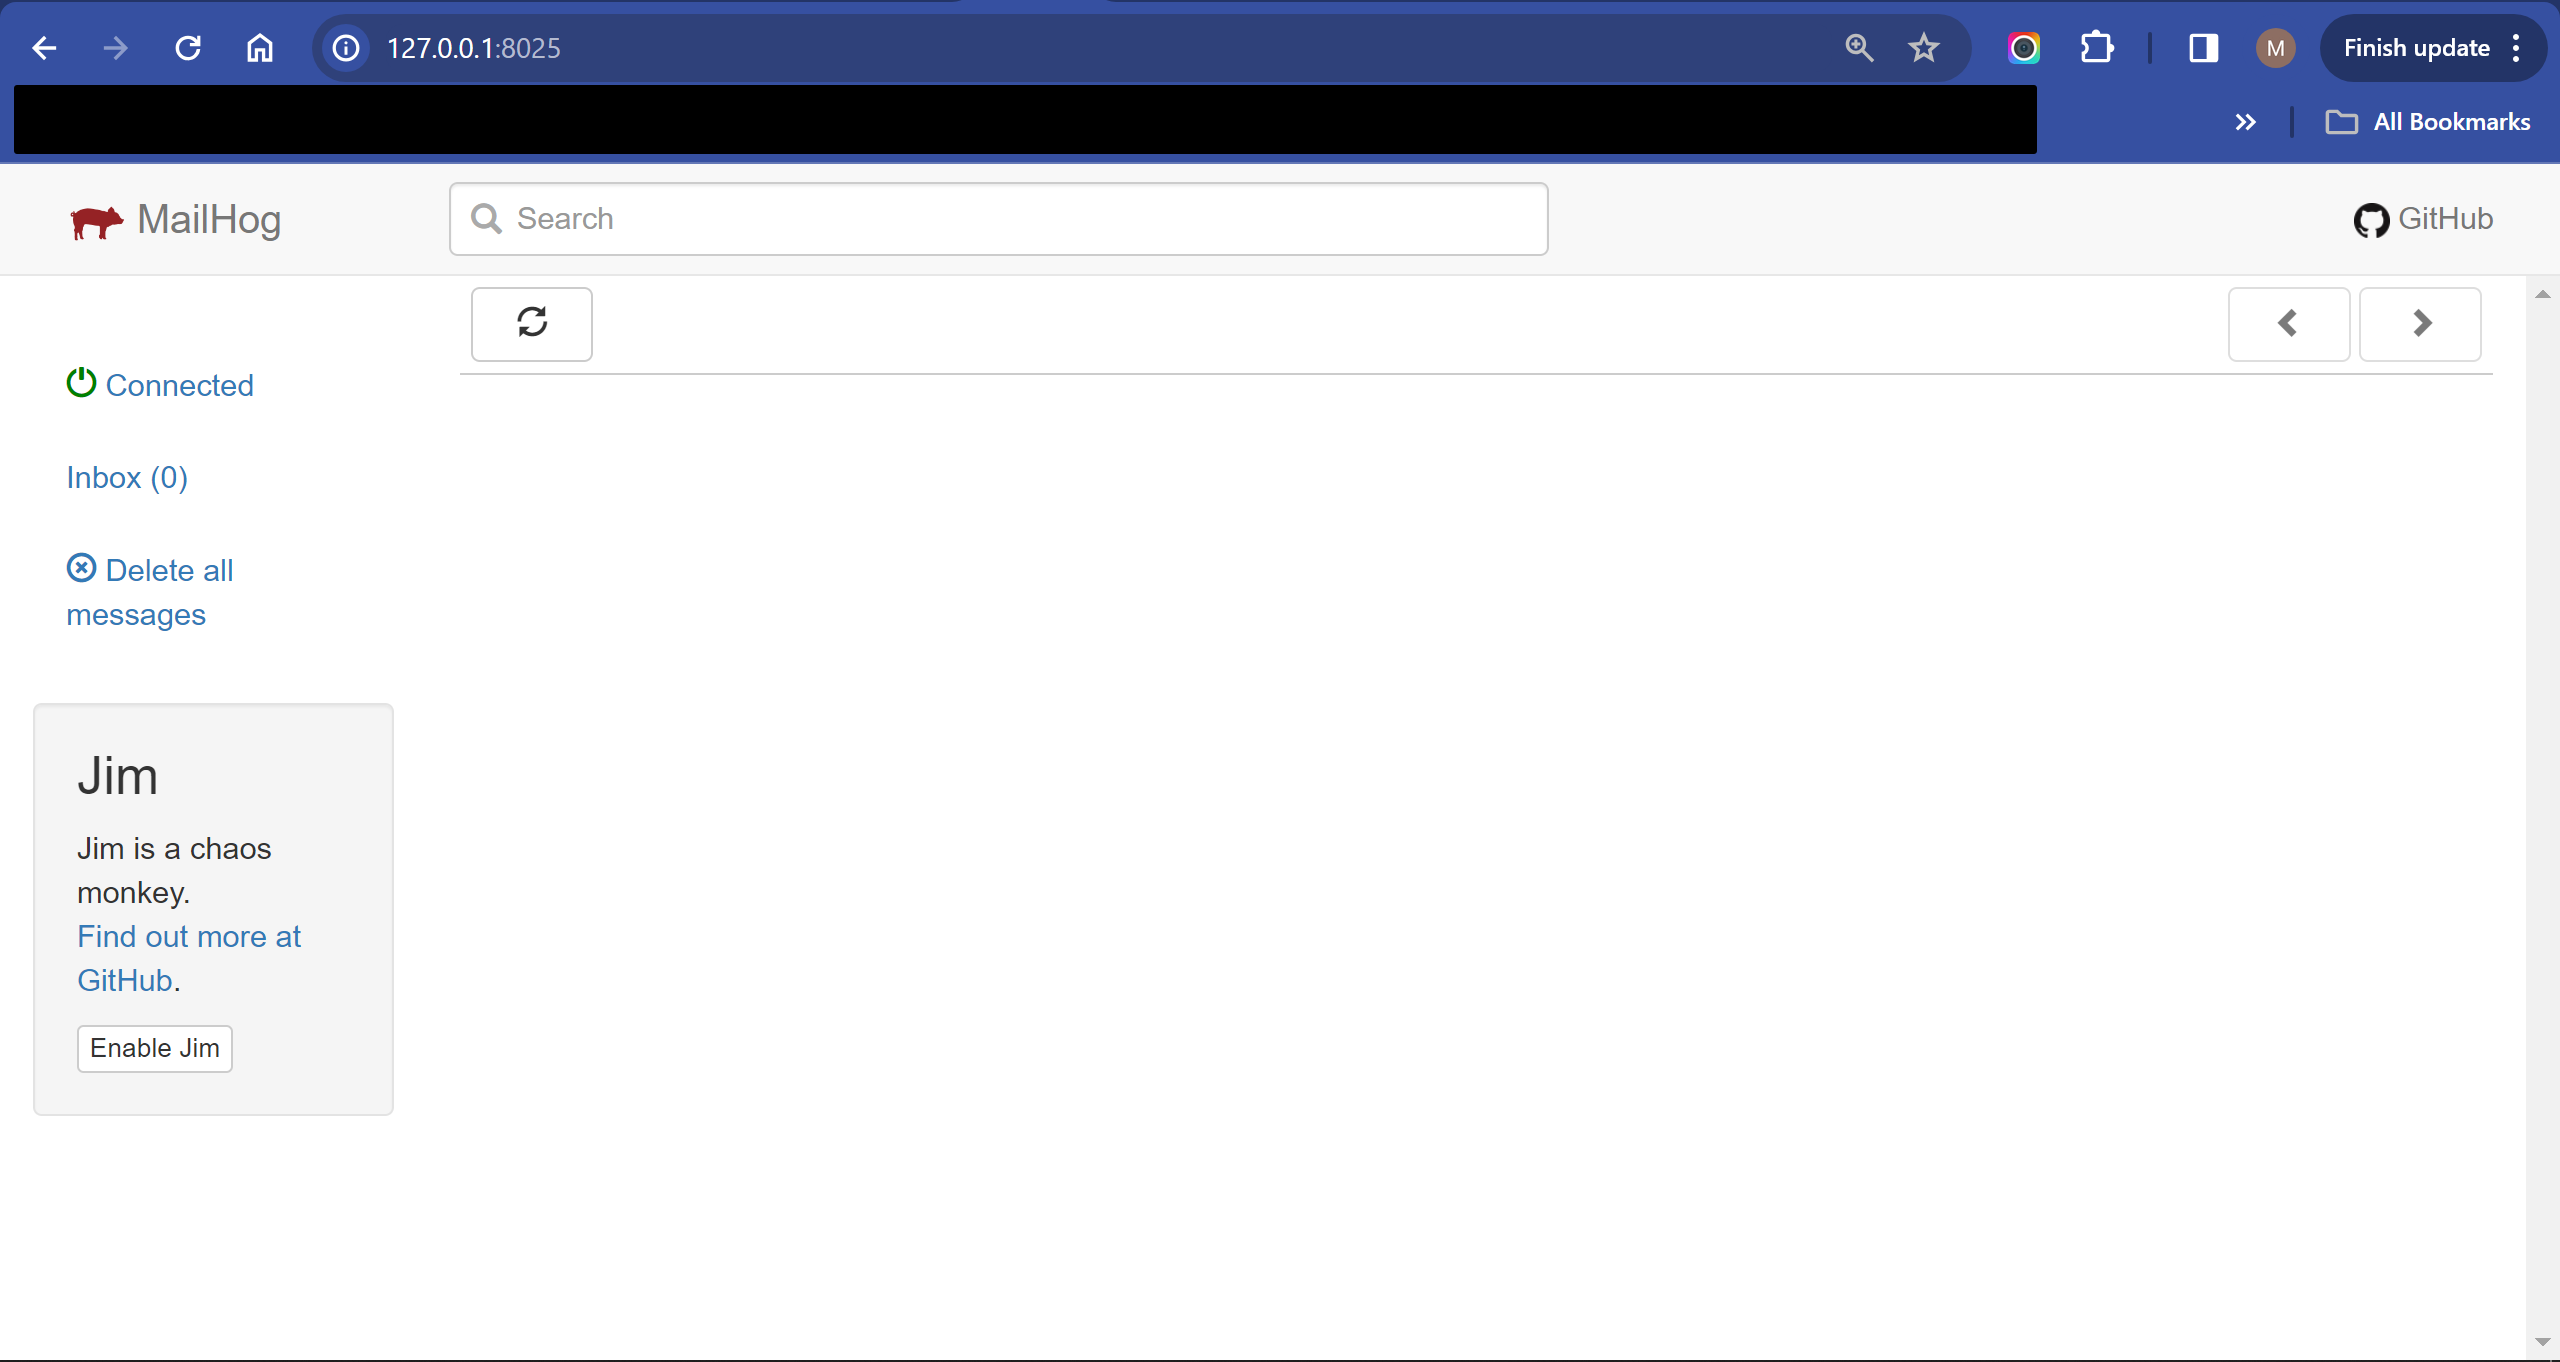 127.0.0.1:8025
M
Finish update
All Bookmarks
MailHog
Search
GitHub
Connected
Inbox (0)
Delete all
messages
Jim
Jim is a chaos
monkey.
Find out more at
GitHub.
Enable Jim